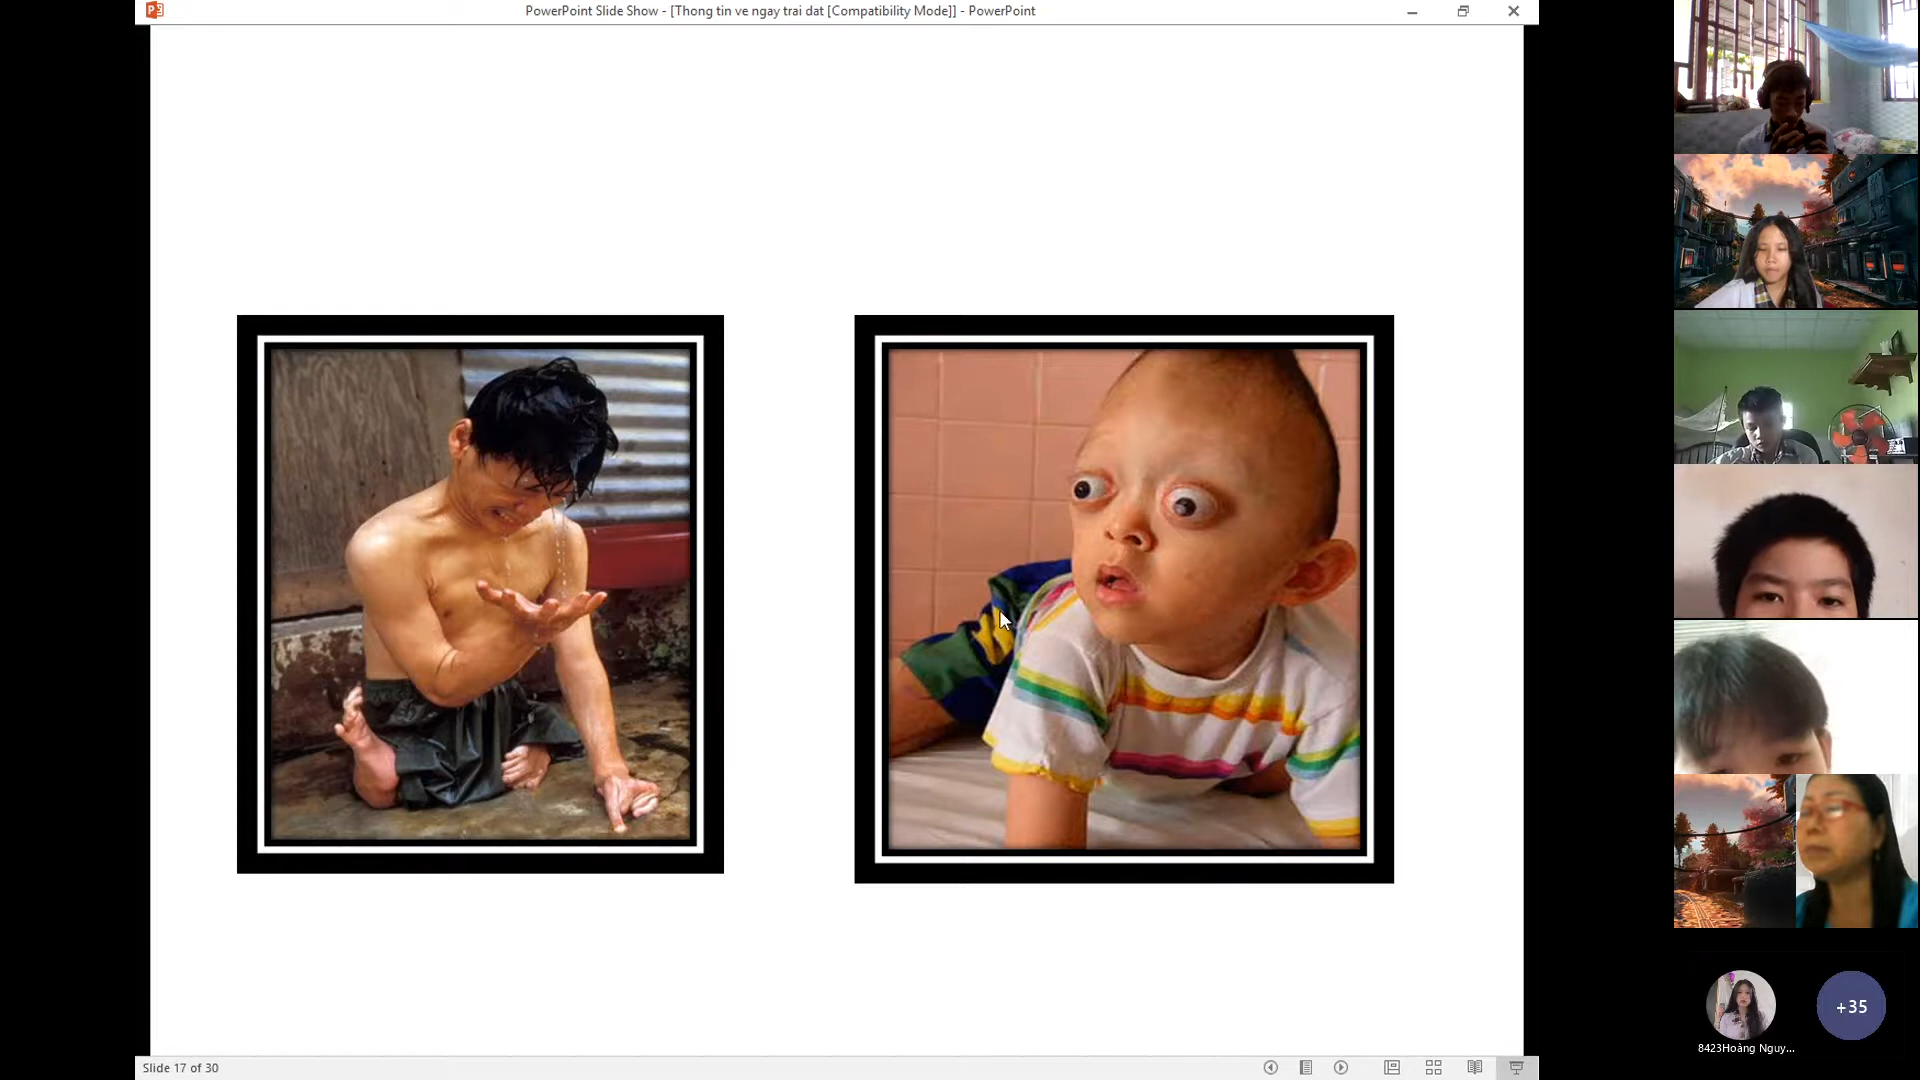 PowerPoint Slide Show - [Thong tin ve ngay trai dat [Compatibility Mode]] - PowerPoint
+35
8423Hoàng Nguy...
Slide 17 of 30